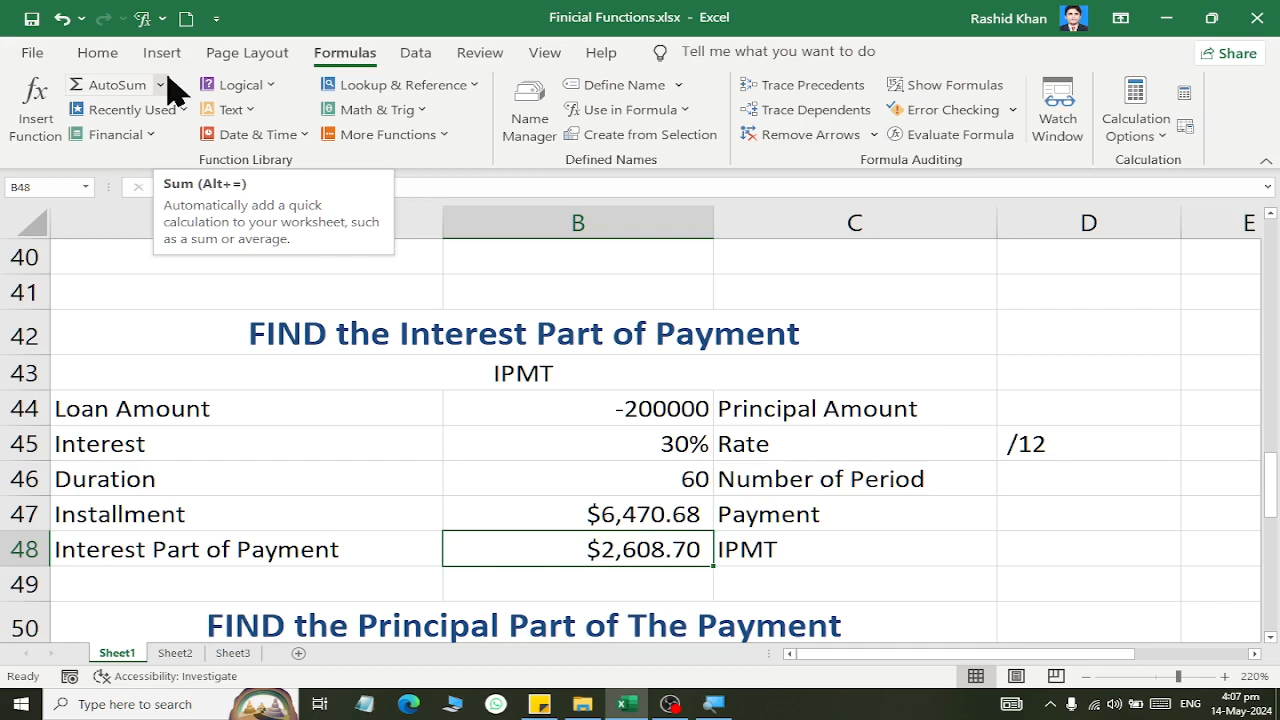 Finicial Functions.xlsx - Excel
Rashid Khan
File Home Insert Page Layout Formulas Data Review View Help Tell me what you want to do Share
fx Insert Function
Σ AutoSum
Recently Used
Financial
Logical
Text
Date & Time
Lookup & Reference
Math & Trig
More Functions
Function Library
Name Manager
Define Name
Use in Formula
Create from Selection
Defined Names
Trace Precedents
Trace Dependents
Remove Arrows
Show Formulas
Error Checking
Evaluate Formula
Formula Auditing
Watch Window
Calculation Options
Calculation
B48
Sum (Alt+=)
Automatically add a quick
calculation to your worksheet, such
as a sum or average.
B C D E
40
41
42 FIND the Interest Part of Payment
43 IPMT
44 Loan Amount -200000 Principal Amount
45 Interest 30% Rate /12
46 Duration 60 Number of Period
47 Installment $6,470.68 Payment
48 Interest Part of Payment $2,608.70 IPMT
49
50 FIND the Principal Part of The Payment
Sheet1 Sheet2 Sheet3
Ready Accessibility: Investigate 220%
Type here to search
4:07 pm
14-May-2024